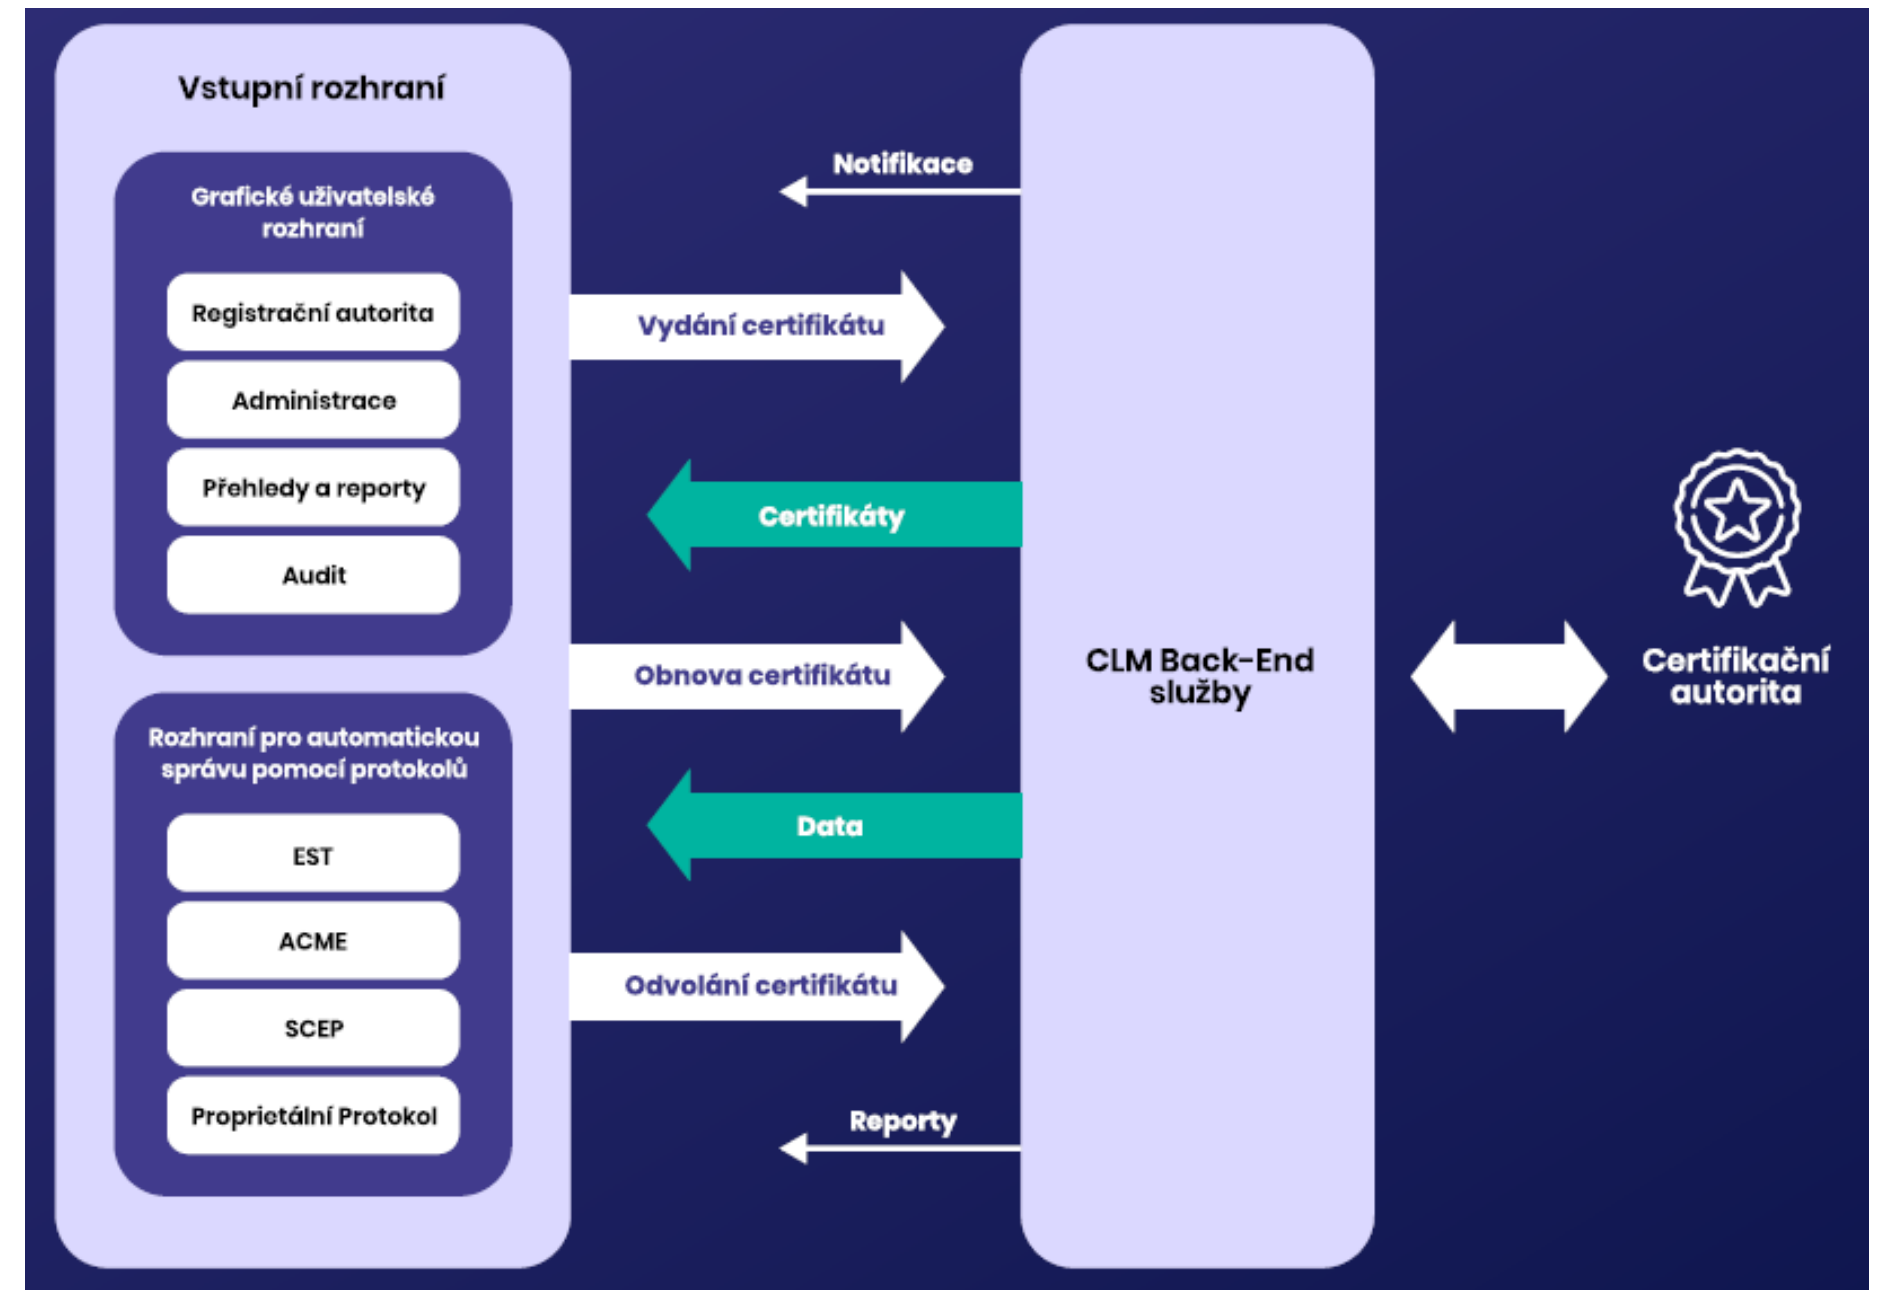 Vstupní rozhraní
Grafické uživatelské
rozhraní
Registrační autorita
Administrace
Přehledy a reporty
Audit
Rozhraní pro automatickou
správu pomocí protokolů
EST
ACME
SCEP
Proprietální Protokol
Notifikace
Vydání certifikátu
Certifikáty
Obnova certifikátu
Data
Odvolání certifikátu
Reporty
CLM Back-End
služby
Certifikační
autorita